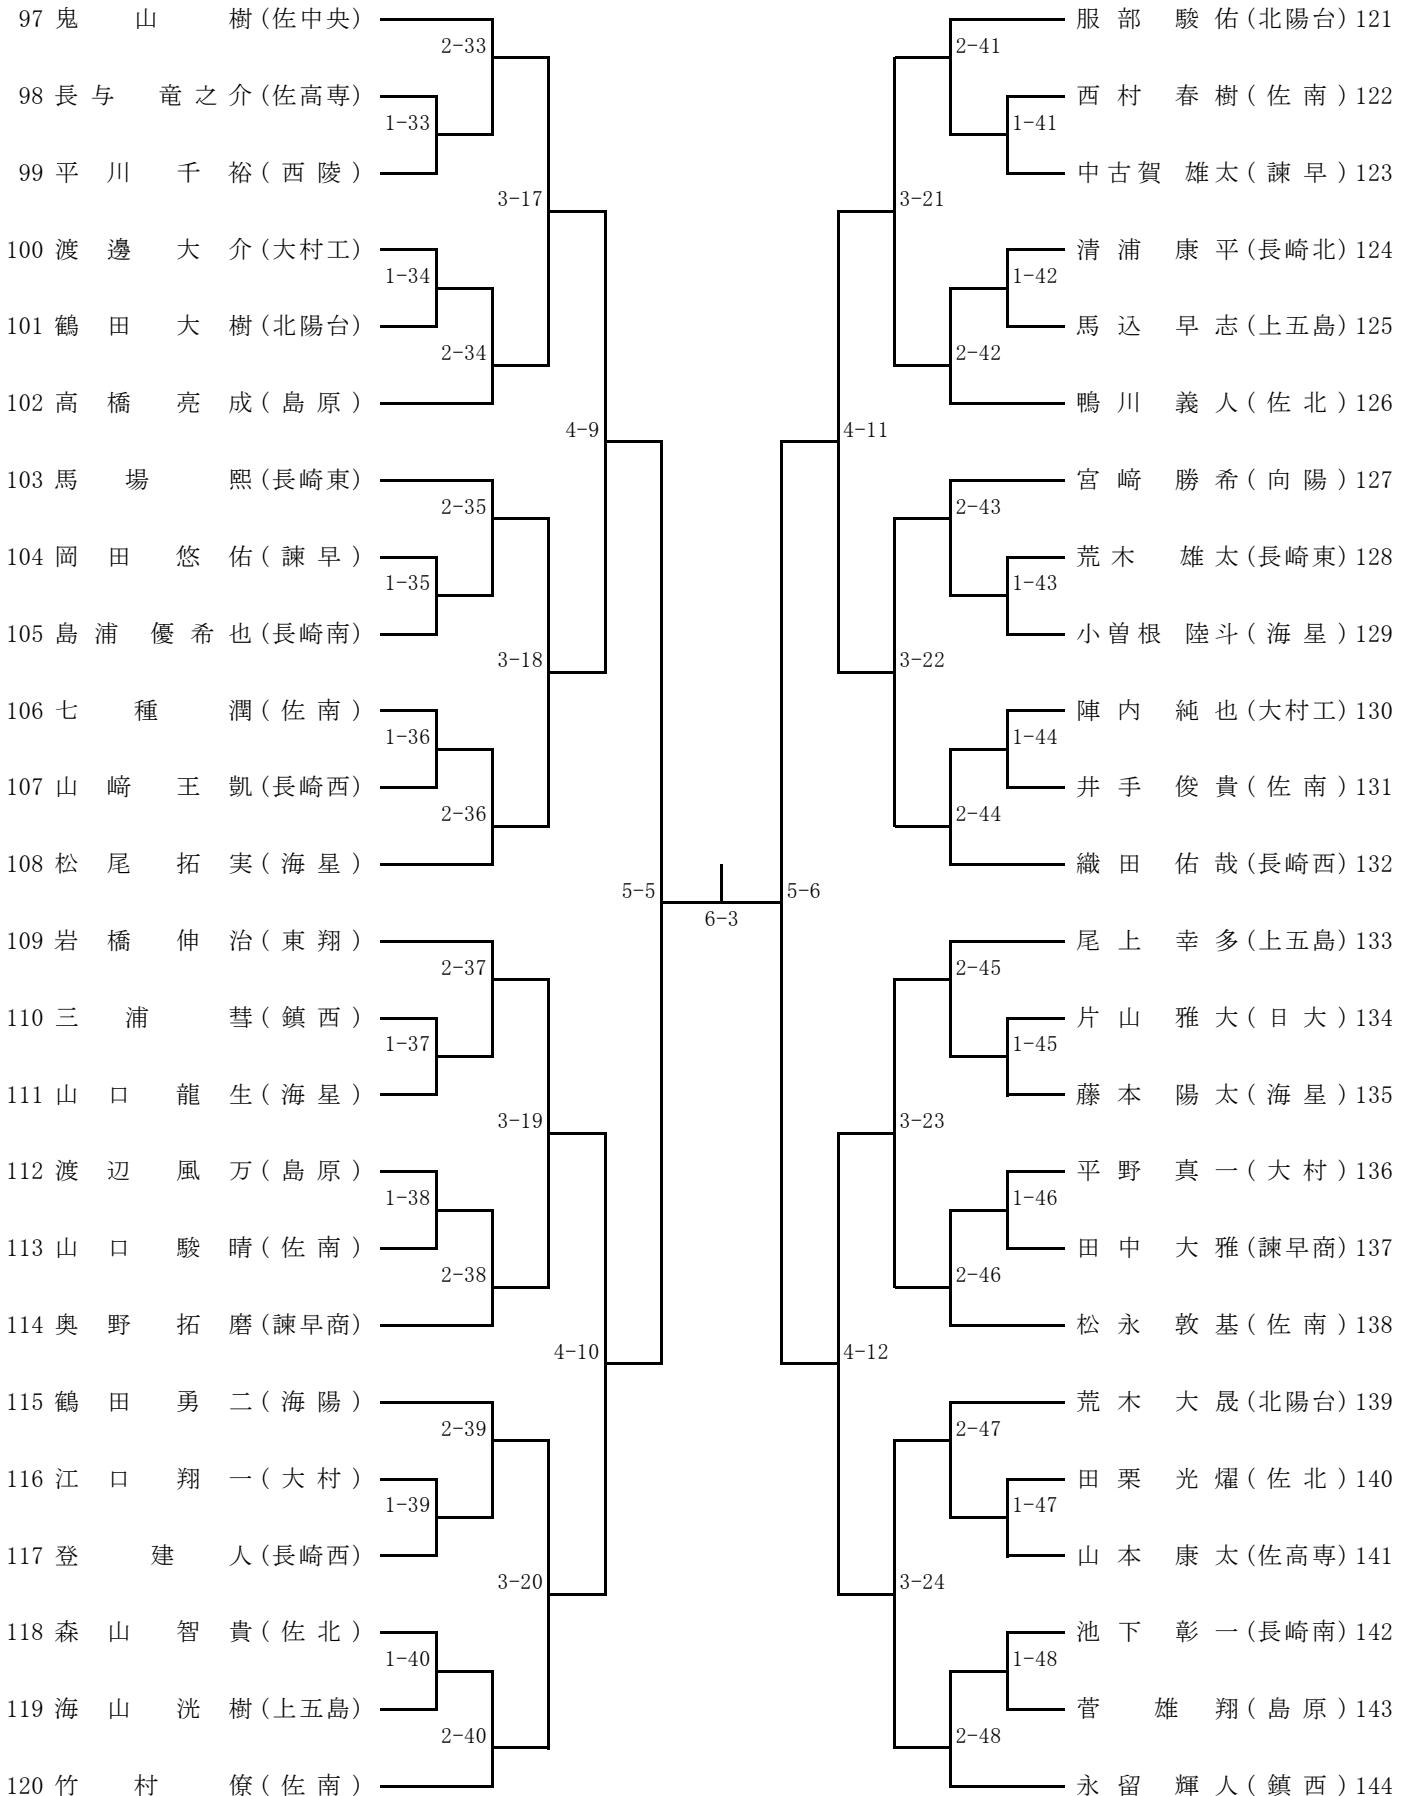 97 鬼山 樹 (佐中央)
2-33
98 長与 竜之介 (佐高専)
1-33
99 平川 千裕 (西陵)
3-17
100 渡邊 大介 (大村工)
1-34
101 鶴田 大樹 (北陽台)
2-34
102 高橋 亮成 (島原)
4-9
103 馬場 熙 (長崎東)
2-35
104 岡田 悠佑 (諫早)
1-35
105 島浦 優希也 (長崎南)
3-18
106 七種 潤 (佐南)
1-36
107 山﨑 王凱 (長崎西)
2-36
108 松尾 拓実 (海星)
5-5
6-3
109 岩橋 伸治 (東翔)
2-37
110 三浦 彗 (鎮西)
1-37
111 山口 龍生 (海星)
3-19
112 渡辺 風万 (島原)
1-38
113 山口 駿晴 (佐南)
2-38
114 奥野 拓磨 (諫早商)
4-10
115 鶴田 勇二 (海陽)
2-39
116 江口 翔一 (大村)
1-39
117 登 建人 (長崎西)
3-20
118 森山 智貴 (佐北)
1-40
119 海山 洸樹 (上五島)
2-40
120 竹村 僚 (佐南)
服部 駿佑 (北陽台) 121
2-41
西村 春樹 (佐南) 122
1-41
中古賀 雄太 (諫早) 123
3-21
清浦 康平 (長崎北) 124
1-42
馬込 早志 (上五島) 125
2-42
鴨川 義人 (佐北) 126
4-11
宮﨑 勝希 (向陽) 127
2-43
荒木 雄太 (長崎東) 128
1-43
小曽根 陸斗 (海星) 129
3-22
陣内 純也 (大村工) 130
1-44
井手 俊貴 (佐南) 131
2-44
織田 佑哉 (長崎西) 132
5-6
尾上 幸多 (上五島) 133
2-45
片山 雅大 (日大) 134
1-45
藤本 陽太 (海星) 135
3-23
平野 真一 (大村) 136
1-46
田中 大雅 (諫早商) 137
2-46
松永 敦基 (佐南) 138
4-12
荒木 大晟 (北陽台) 139
2-47
田栗 光燿 (佐北) 140
1-47
山本 康太 (佐高専) 141
3-24
池下 彰一 (長崎南) 142
1-48
菅 雄翔 (島原) 143
2-48
永留 輝人 (鎮西) 144